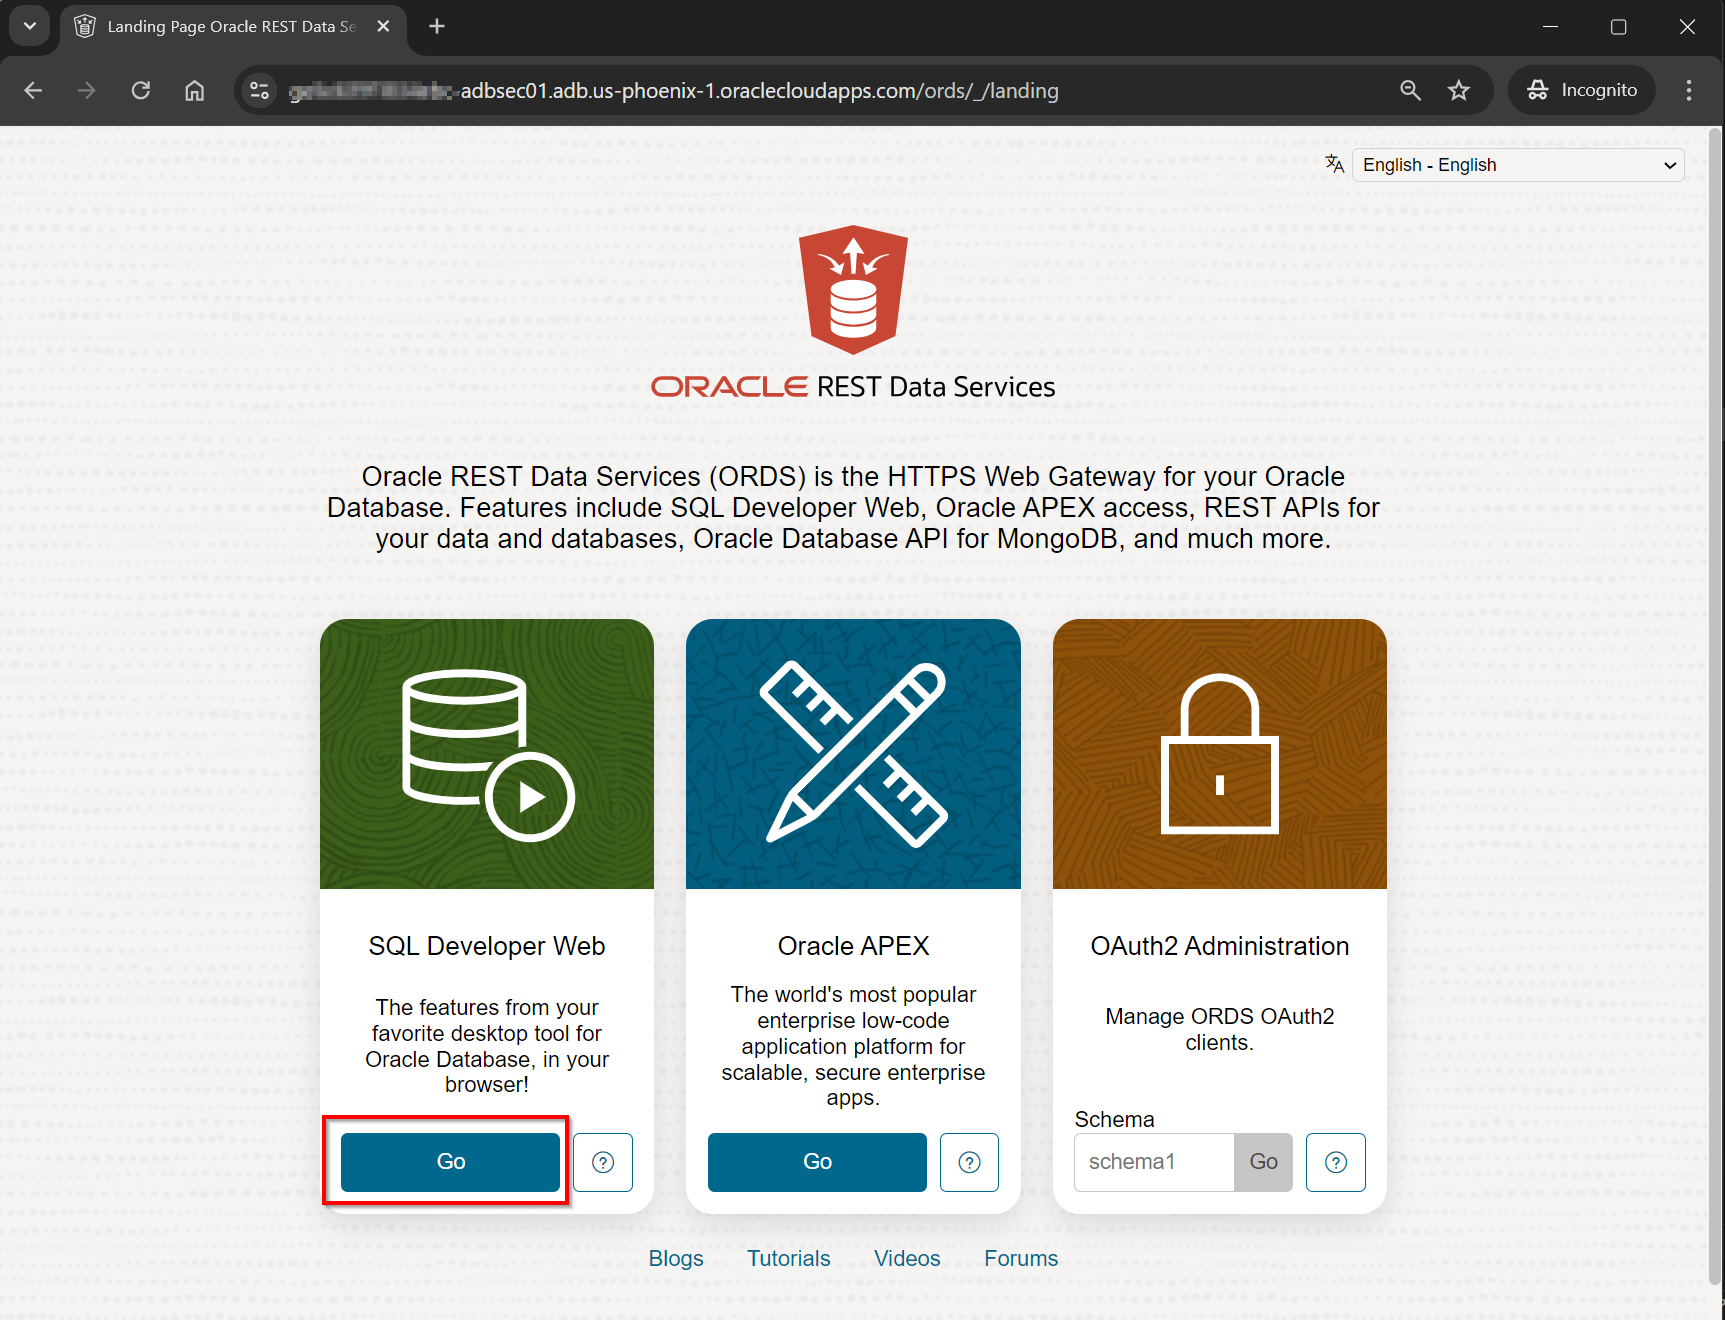 Landing Page Oracle REST Data Se
-adbsec01.adb.us-phoenix-1.oraclecloudapps.com/ords/_/landing
Incognito
English - English
ORACLE REST Data Services
Oracle REST Data Services (ORDS) is the HTTPS Web Gateway for your Oracle
Database. Features include SQL Developer Web, Oracle APEX access, REST APIs for
your data and databases, Oracle Database API for MongoDB, and much more.
SQL Developer Web
The features from your
favorite desktop tool for
Oracle Database, in your
browser!
Go
?
Oracle APEX
The world's most popular
enterprise low-code
application platform for
scalable, secure enterprise
apps.
Go
?
OAuth2 Administration
Manage ORDS OAuth2
clients.
Schema
schema1
Go
?
Blogs
Tutorials
Videos
Forums